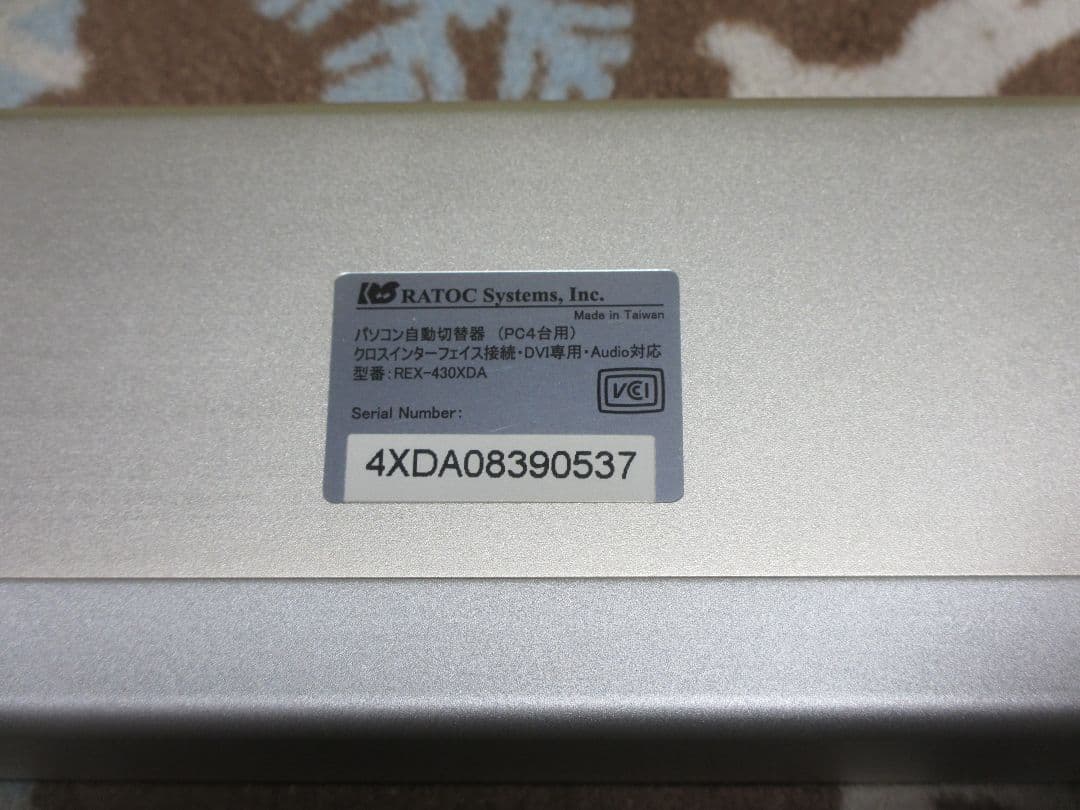 RATOC Systems, Inc.
Made in Taiwan
パソコン自動切替器 (PC4台用)
クロスインターフェイス接続・DVI専用・Audio対応
型番:REX-430XDA
VCCI
Serial Number:
4XDA08390537